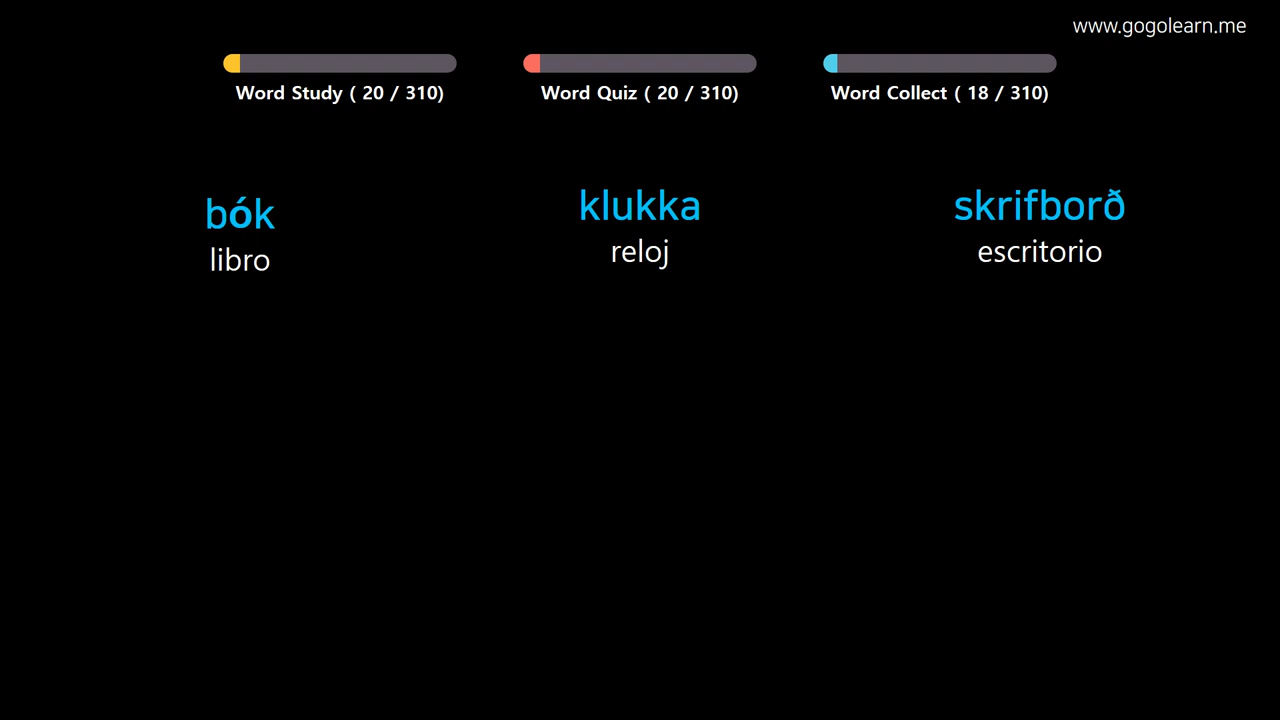 www.gogolearn.me
Word Study ( 20 / 310)
Word Quiz ( 20 / 310)
Word Collect ( 18 / 310)
bók
libro
klukka
reloj
skrifborð
escritorio